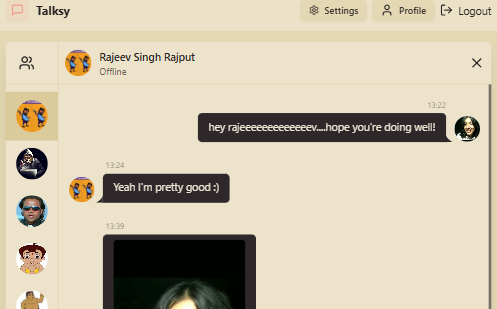 Talksy
Settings
Profile
Logout
Rajeev Singh Rajput
Offline
13:22
hey rajeeeeeeeeeeeeev....hope you're doing well!
13:24
Yeah I'm pretty good :)
13:39